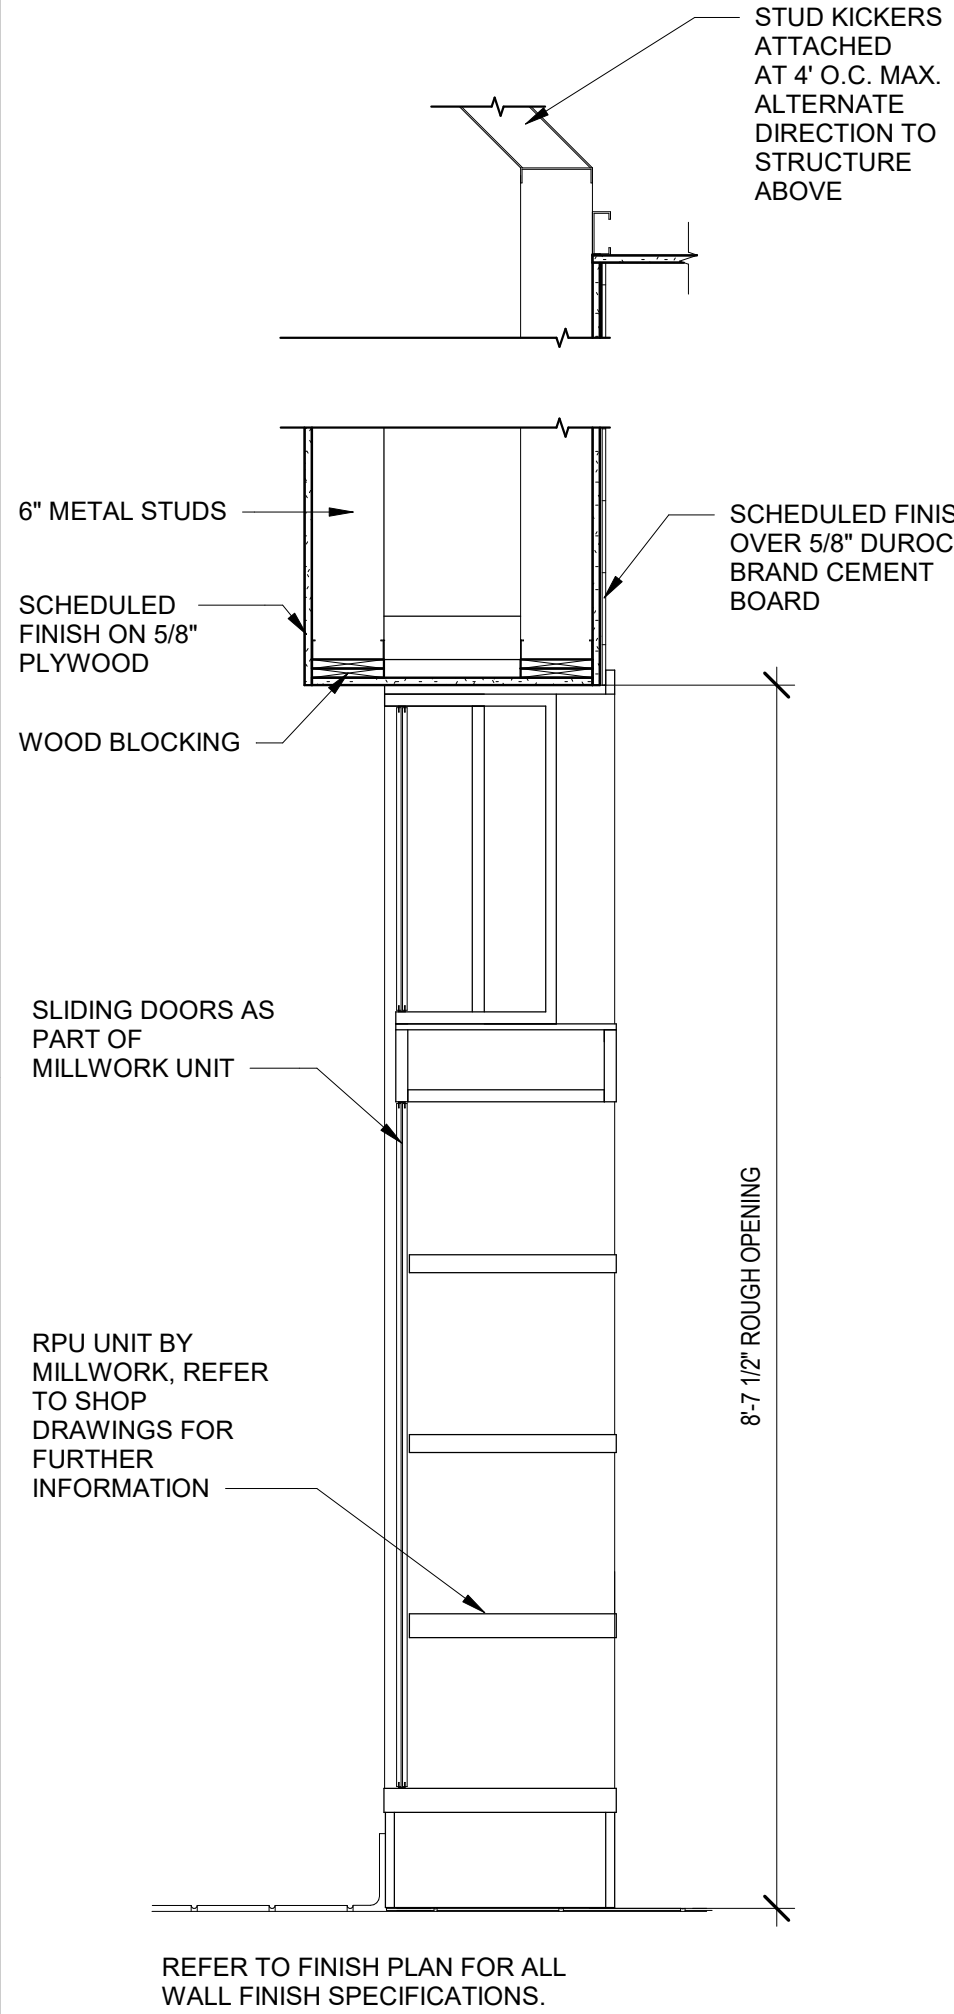 STUD KICKERS
ATTACHED
AT 4' O.C. MAX.
ALTERNATE
DIRECTION TO
STRUCTURE
ABOVE
6" METAL STUDS
SCHEDULED
FINISH ON 5/8"
PLYWOOD
WOOD BLOCKING
SCHEDULED FINIS
OVER 5/8" DUROC
BRAND CEMENT
BOARD
SLIDING DOORS AS
PART OF
MILLWORK UNIT
8'-7 1/2" ROUGH OPENING
RPU UNIT BY
MILLWORK, REFER
TO SHOP
DRAWINGS FOR
FURTHER
INFORMATION
REFER TO FINISH PLAN FOR ALL
WALL FINISH SPECIFICATIONS.